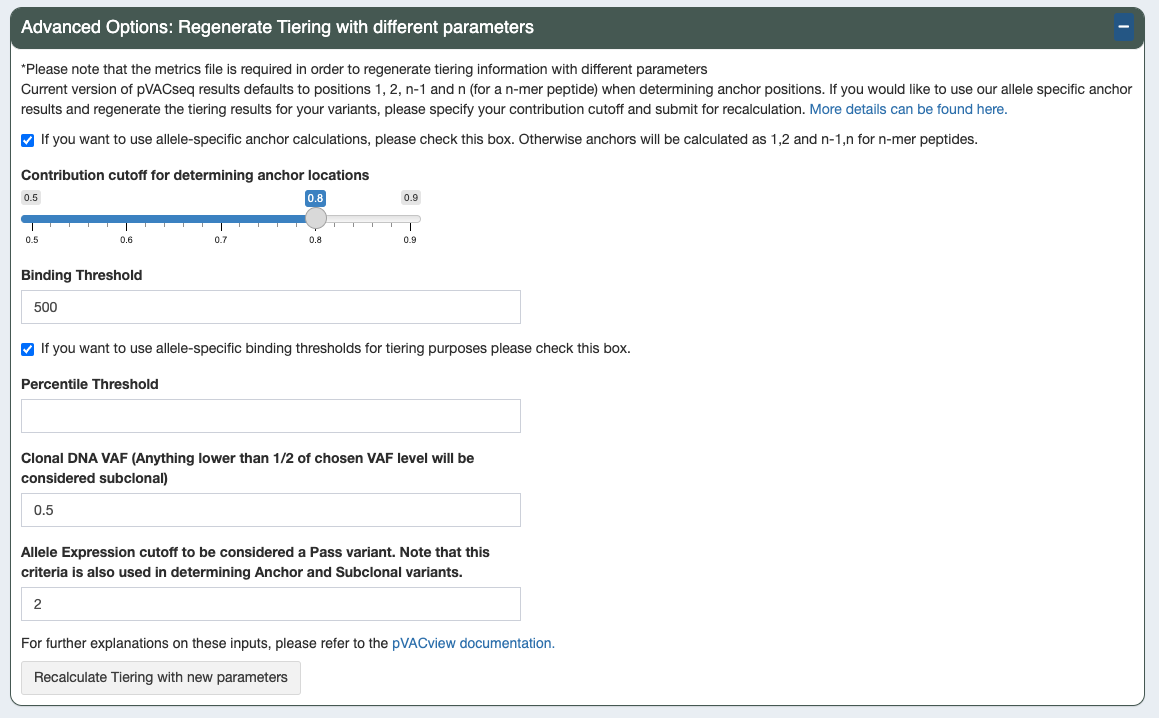 Advanced Options: Regenerate Tiering with different parameters
*Please note that the metrics file is required in order to regenerate tiering information with different parameters
Current version of pVACseq results defaults to positions 1, 2, n-1 and n (for a n-mer peptide) when determining anchor positions. If you would like to use our allele specific anchor
results and regenerate the tiering results for your variants, please specify your contribution cutoff and submit for recalculation. More details can be found here.
If you want to use allele-specific anchor calculations, please check this box. Otherwise anchors will be calculated as 1,2 and n-1,n for n-mer peptides.
Contribution cutoff for determining anchor locations
0.5 0.8 0.9
0.5 0.6 0.7 0.8 0.9
Binding Threshold
500
If you want to use allele-specific binding thresholds for tiering purposes please check this box.
Percentile Threshold
Clonal DNA VAF (Anything lower than 1/2 of chosen VAF level will be
considered subclonal)
0.5
Allele Expression cutoff to be considered a Pass variant. Note that this
criteria is also used in determining Anchor and Subclonal variants.
2
For further explanations on these inputs, please refer to the pVACview documentation.
Recalculate Tiering with new parameters